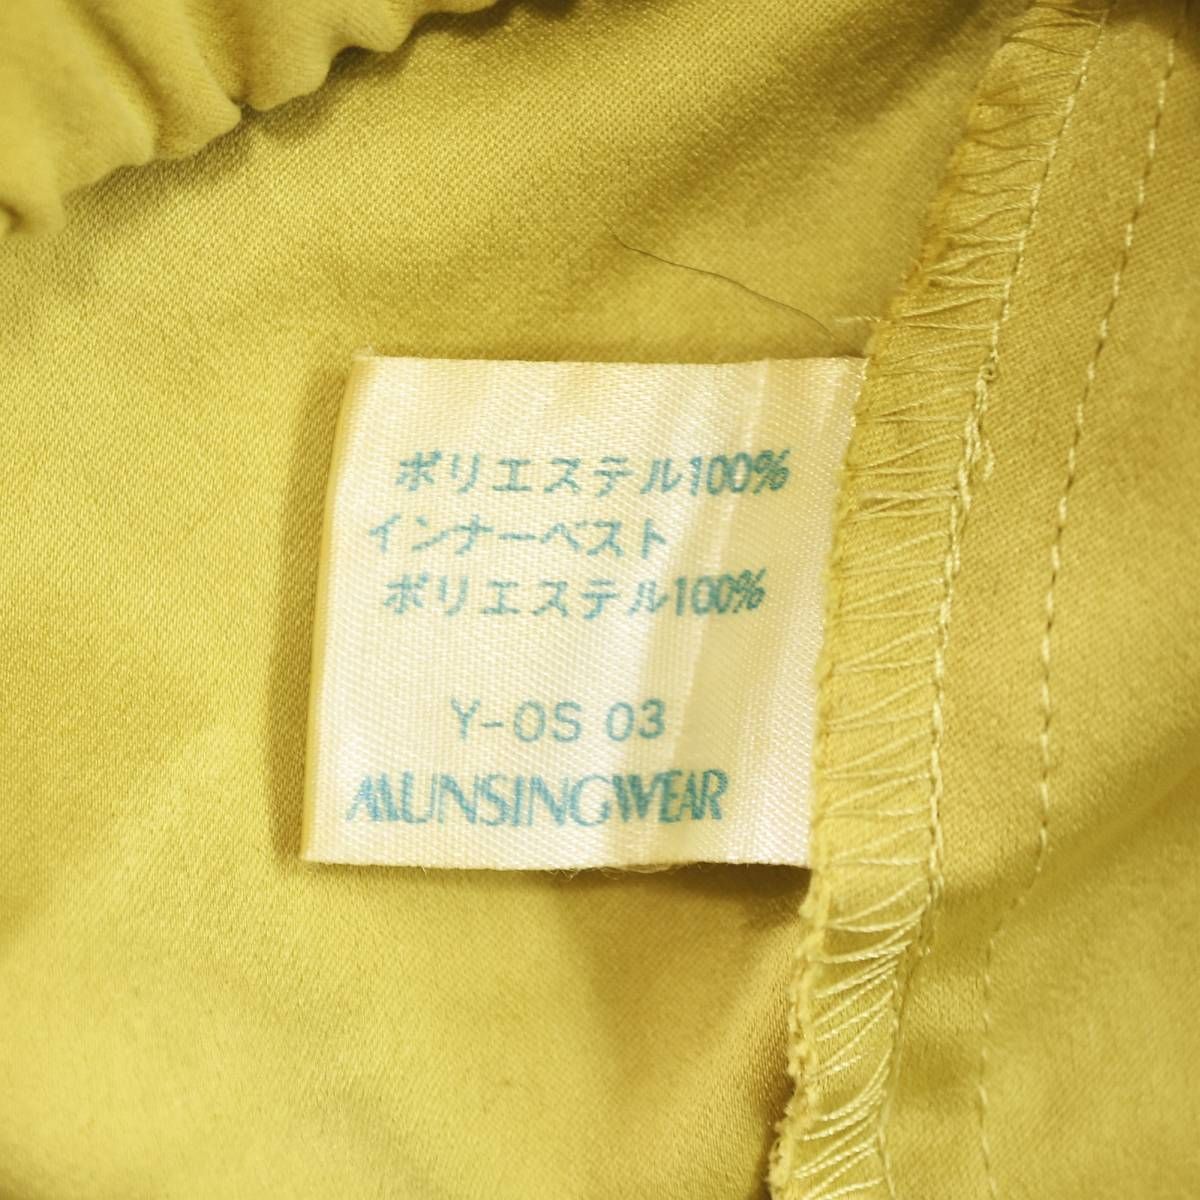 ポリエステル100%
インナーベスト
ポリエステル100%
Y-OS 03
MUNSINGWEAR